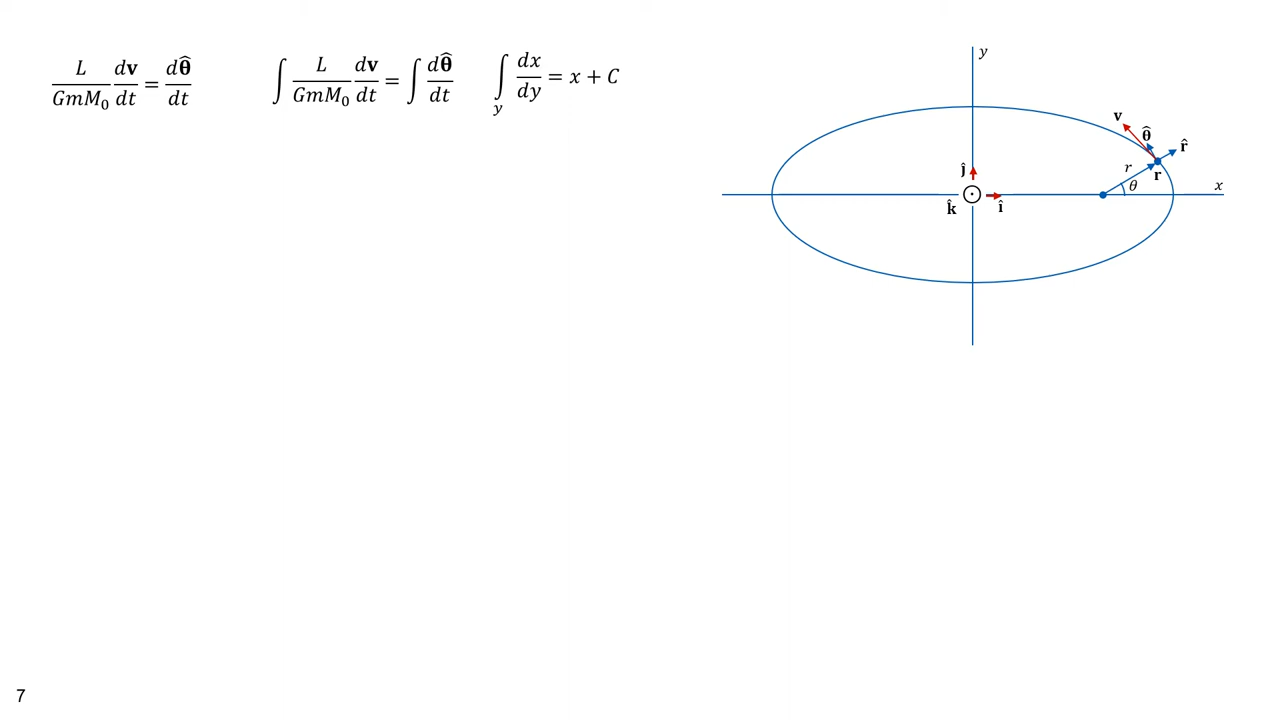 L/(GmM₀) d𝐯/dt = d𝛉̂/dt
∫ L/(GmM₀) d𝐯/dt = ∫ d𝛉̂/dt
∫_y dx/dy = x + C
y
𝐯
𝛉̂
𝐫̂
r
𝐫
θ
x
𝐣̂
𝐤̂
𝐢̂
7